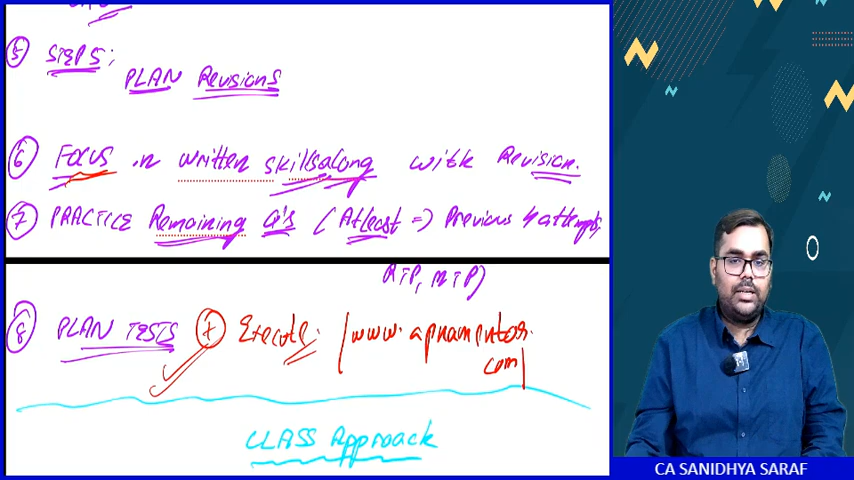 5 STEPS:
PLAN Revisions
6 FOCUS in written skills along with Revision.
7 PRACTICE Remaining Q's (Atleast => Previous 4 attempts,
RTP, MTP)
8 PLAN TESTS + Execute. (www.apnamentor.
com)
CLASS Approach
CA SANIDHYA SARAF